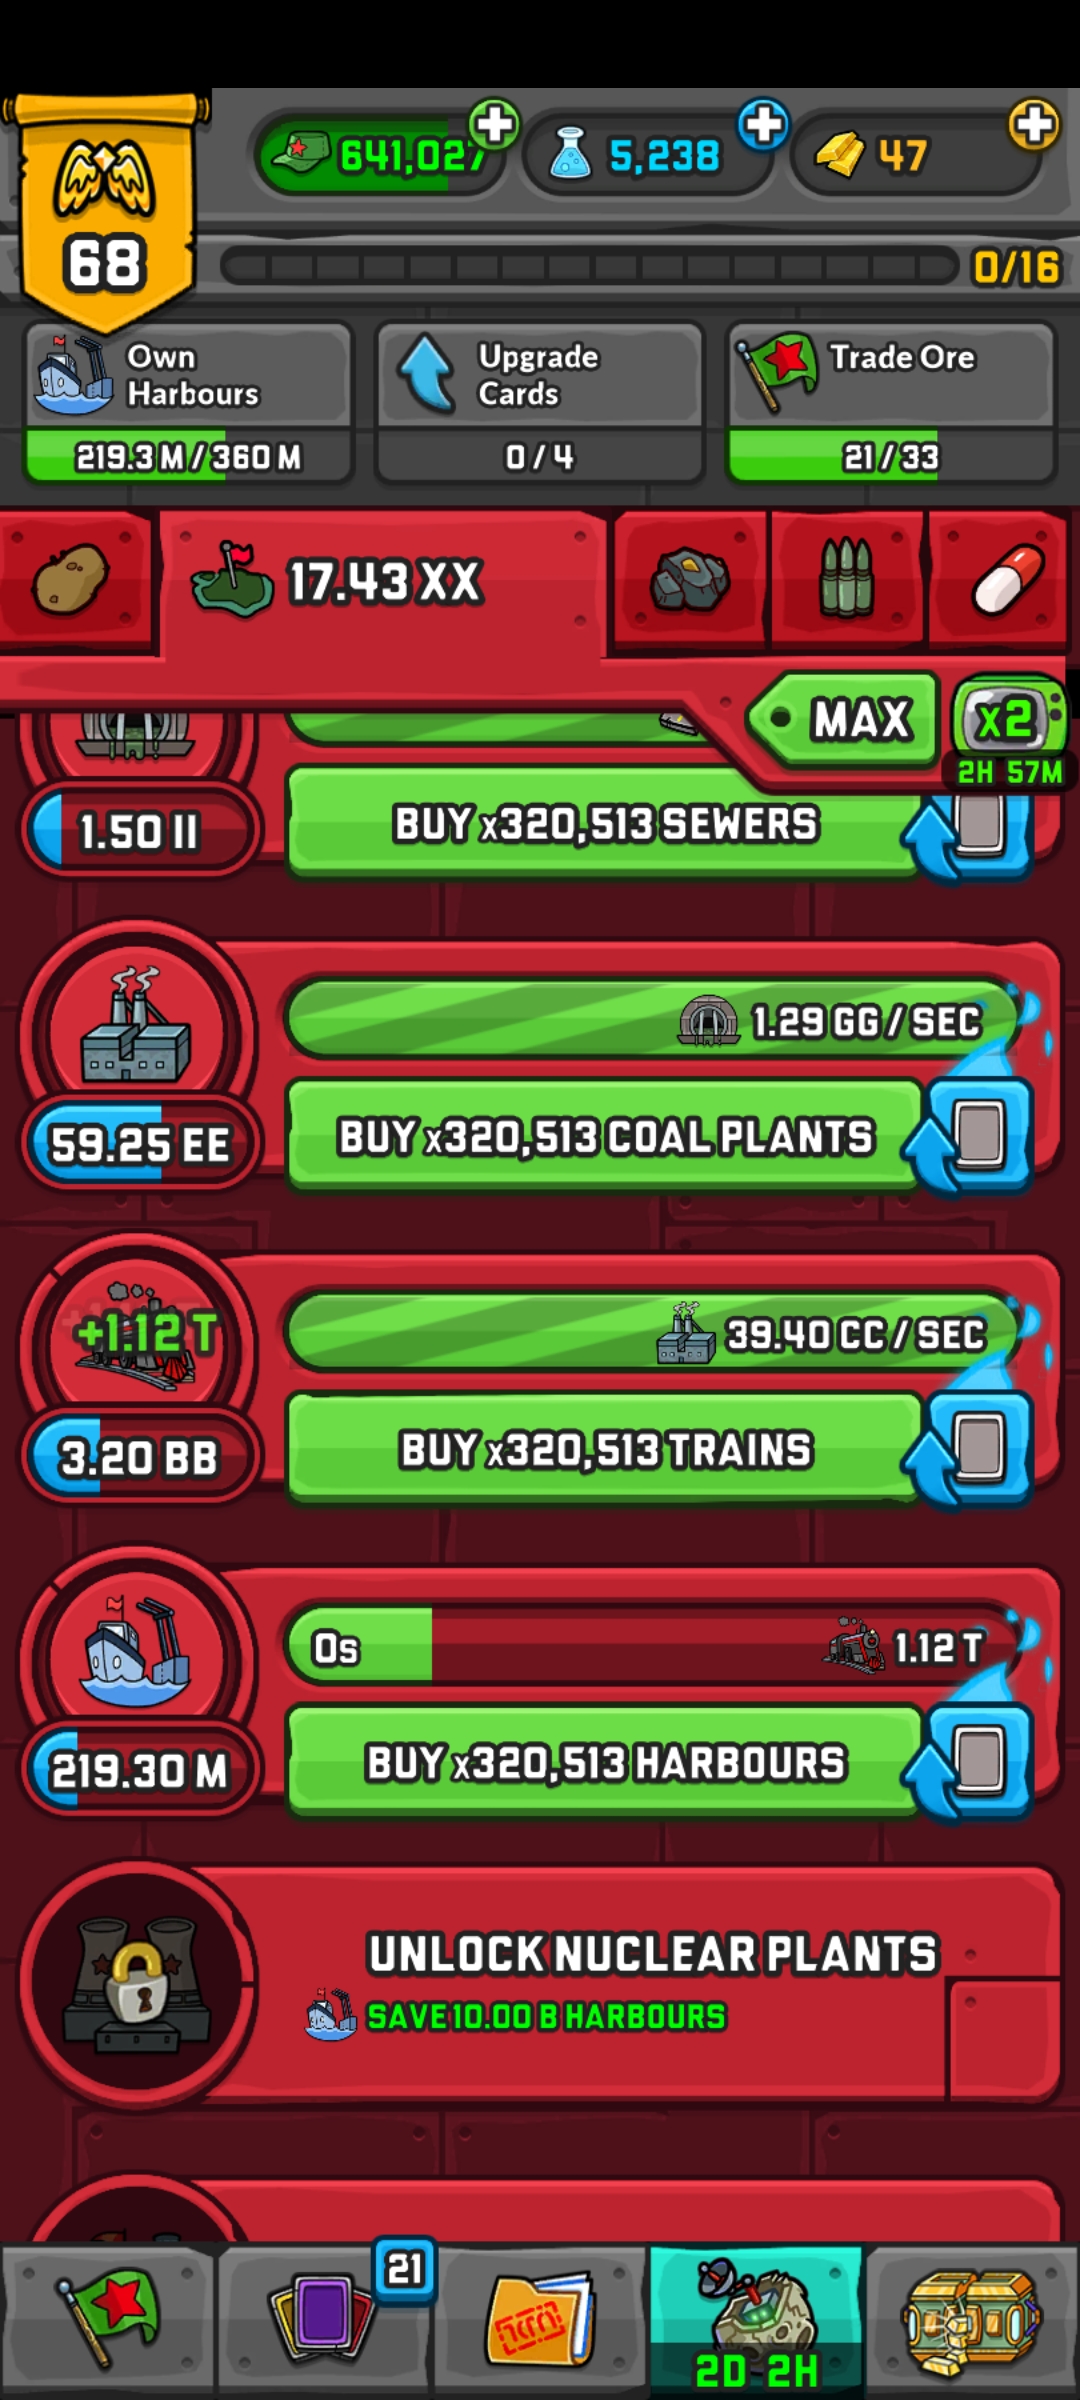 641,027
5,238
47
68
0/16
Own
Harbours
219.3 M / 360 M
Upgrade
Cards
0 / 4
Trade Ore
21 / 33
17.43 XX
MAX
x2
2H 57M
1.50 II
BUY x320,513 SEWERS
1.29 GG / SEC
59.25 EE
BUY x320,513 COAL PLANTS
+1.12 T
39.40 CC / SEC
3.20 BB
BUY x320,513 TRAINS
0s
1.12 T
219.30 M
BUY x320,513 HARBOURS
UNLOCK NUCLEAR PLANTS
SAVE 10.00 B HARBOURS
21
2D 2H